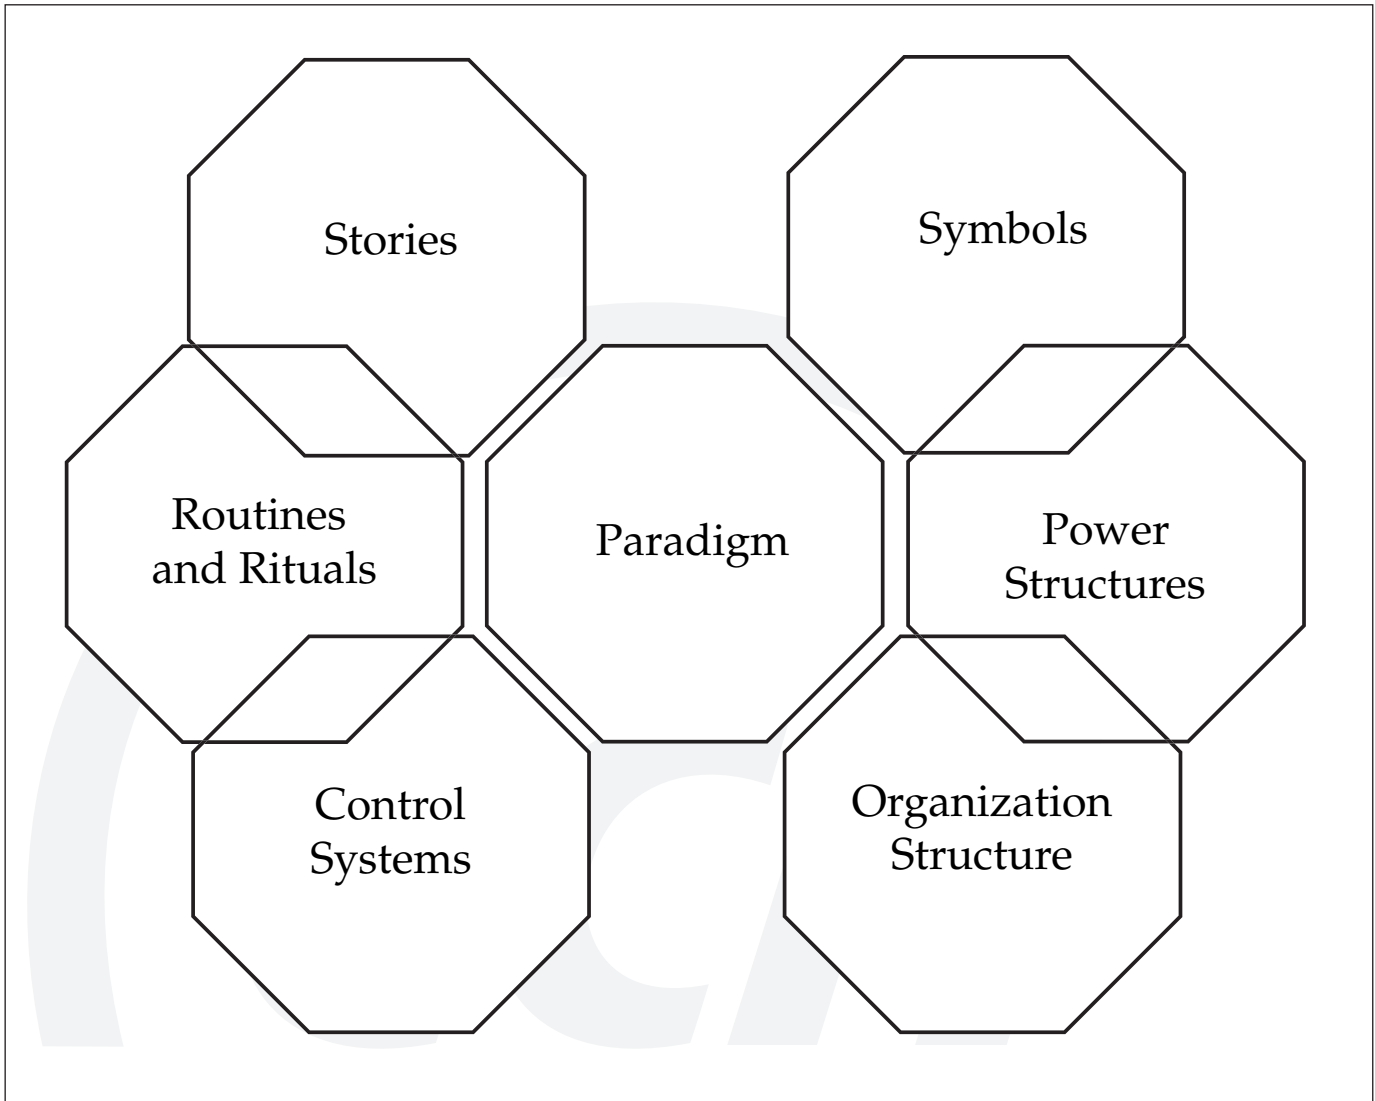 Stories
Symbols
Routines
and Rituals
Paradigm
Power
Structures
Control
Systems
Organization
Structure